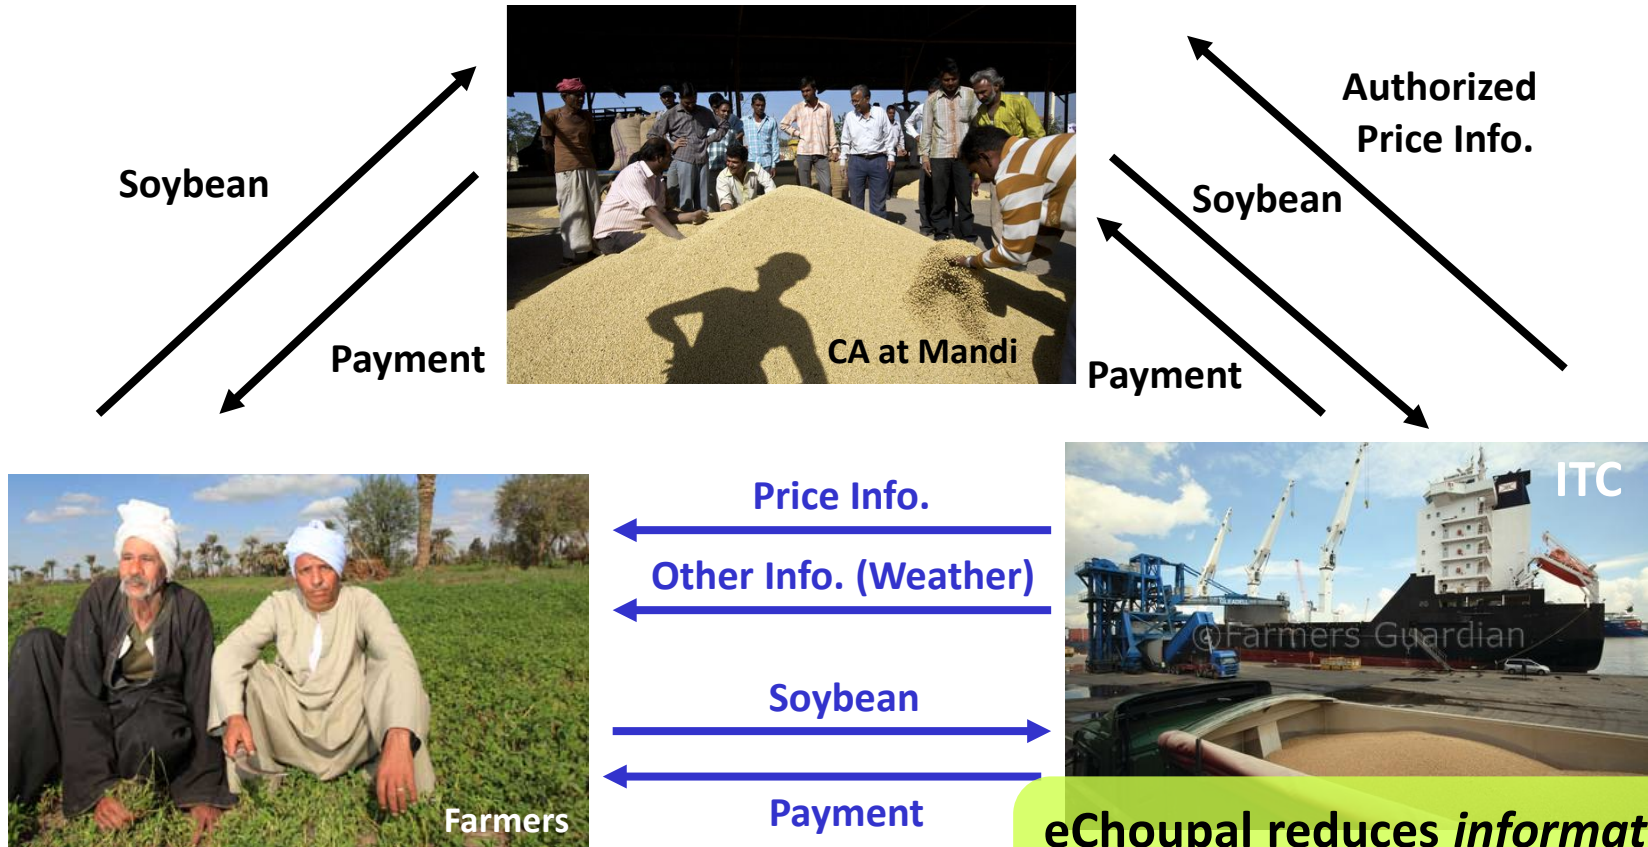 Authorized
Price Info.
Soybean
Soybean
Payment
CA at Mandi
Payment
ITC
Price Info.
Other Info. (Weather)
©Farmers Guardian
Soybean
Payment
Farmers
eChoupal reduces informat